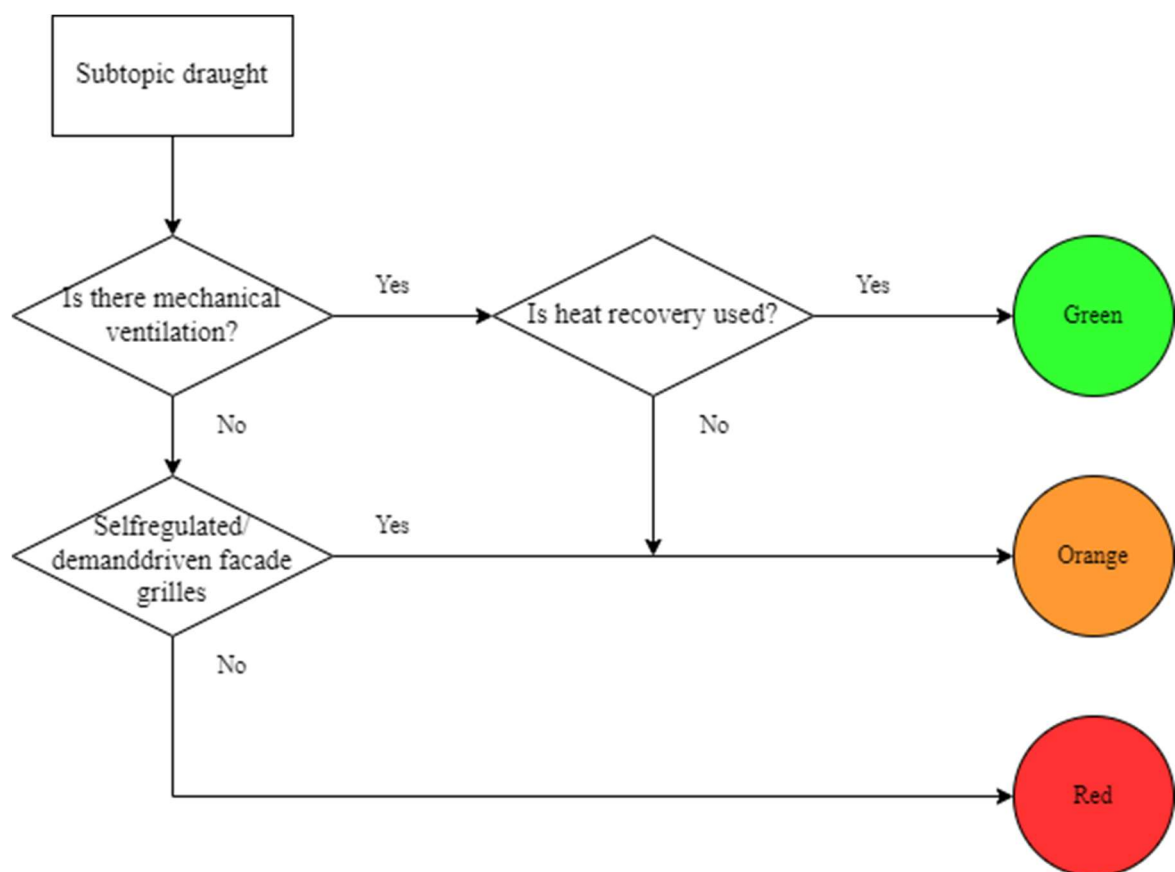 Subtopic draught
Is there mechanical
ventilation?
Yes
Is heat recovery used?
Yes
Green
No
No
Selfregulated/
demanddriven facade
grilles
Yes
Orange
No
Red